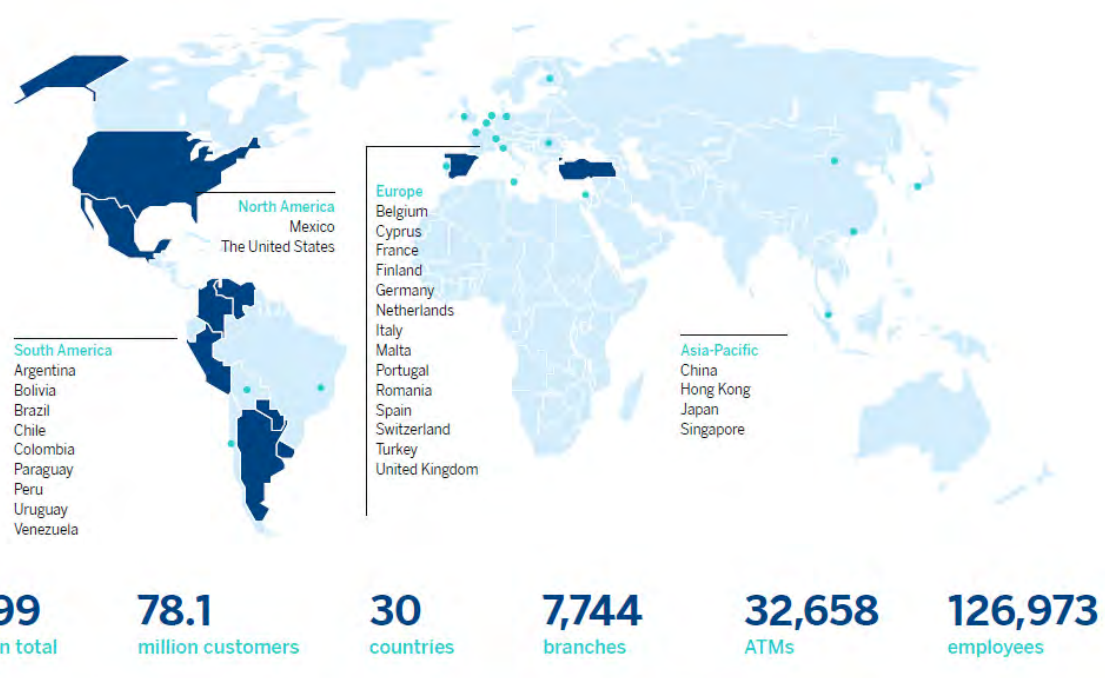 North America
Mexico
The United States
Europe
Belgium
Cyprus
France
Finland
Germany
Netherlands
Italy
Malta
Portugal
Romania
Spain
Switzerland
Turkey
United Kingdom
South America
Argentina
Bolivia
Brazil
Chile
Colombia
Paraguay
Peru
Uruguay
Venezuela
Asia-Pacific
China
Hong Kong
Japan
Singapore
99
n total
78.1
million customers
30
countries
7,744
branches
32,658
ATMs
126,973
employees